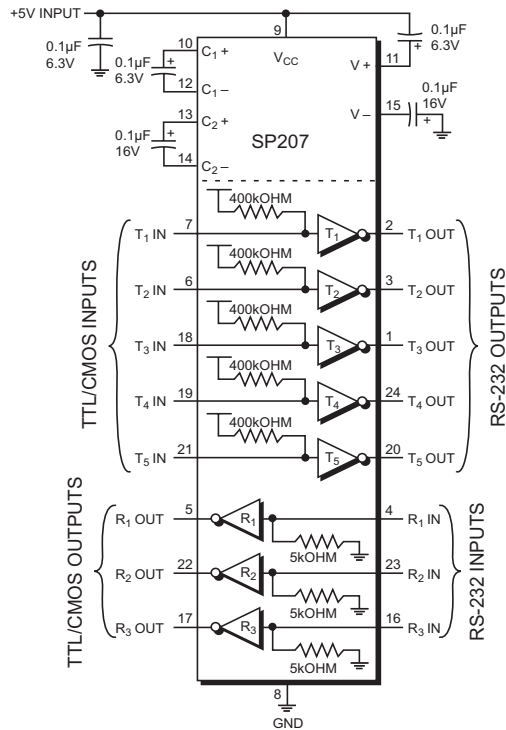 +5V INPUT
0.1µF
6.3V
0.1µF
6.3V
10
C1 +
12
C1 –
13
C2 +
0.1µF
16V
14
C2 –
9
VCC
V +
11
0.1µF
6.3V
V –
15
0.1µF
16V
SP207
TTL/CMOS INPUTS
T1 IN 7 400kOHM T1 2 T1 OUT
T2 IN 6 400kOHM T2 3 T2 OUT
T3 IN 18 400kOHM T3 1 T3 OUT
T4 IN 19 400kOHM T4 24 T4 OUT
T5 IN 21 400kOHM T5 20 T5 OUT
RS-232 OUTPUTS
TTL/CMOS OUTPUTS
R1 OUT 5 R1 4 R1 IN
5kOHM
R2 OUT 22 R2 23 R2 IN
5kOHM
R3 OUT 17 R3 16 R3 IN
5kOHM
RS-232 INPUTS
8
GND